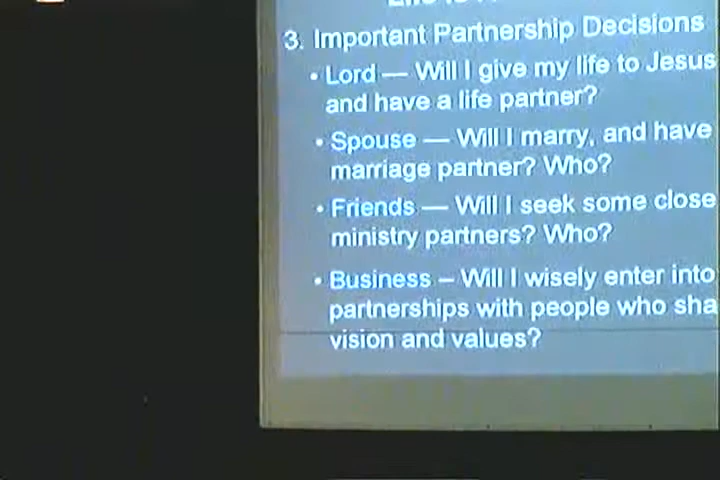 3. Important Partnership Decisions
• Lord — Will I give my life to Jesus
and have a life partner?
• Spouse — Will I marry, and have
marriage partner? Who?
• Friends — Will I seek some close
ministry partners? Who?
• Business – Will I wisely enter into
partnerships with people who sha
vision and values?